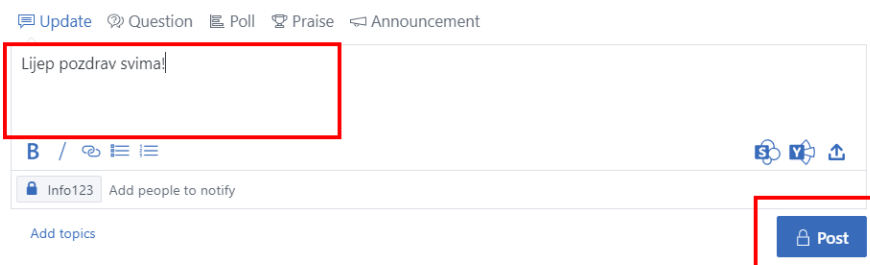 Update Question Poll Praise Announcement
Lijep pozdrav svima!
B I
S Y
Info123 Add people to notify
Add topics Post